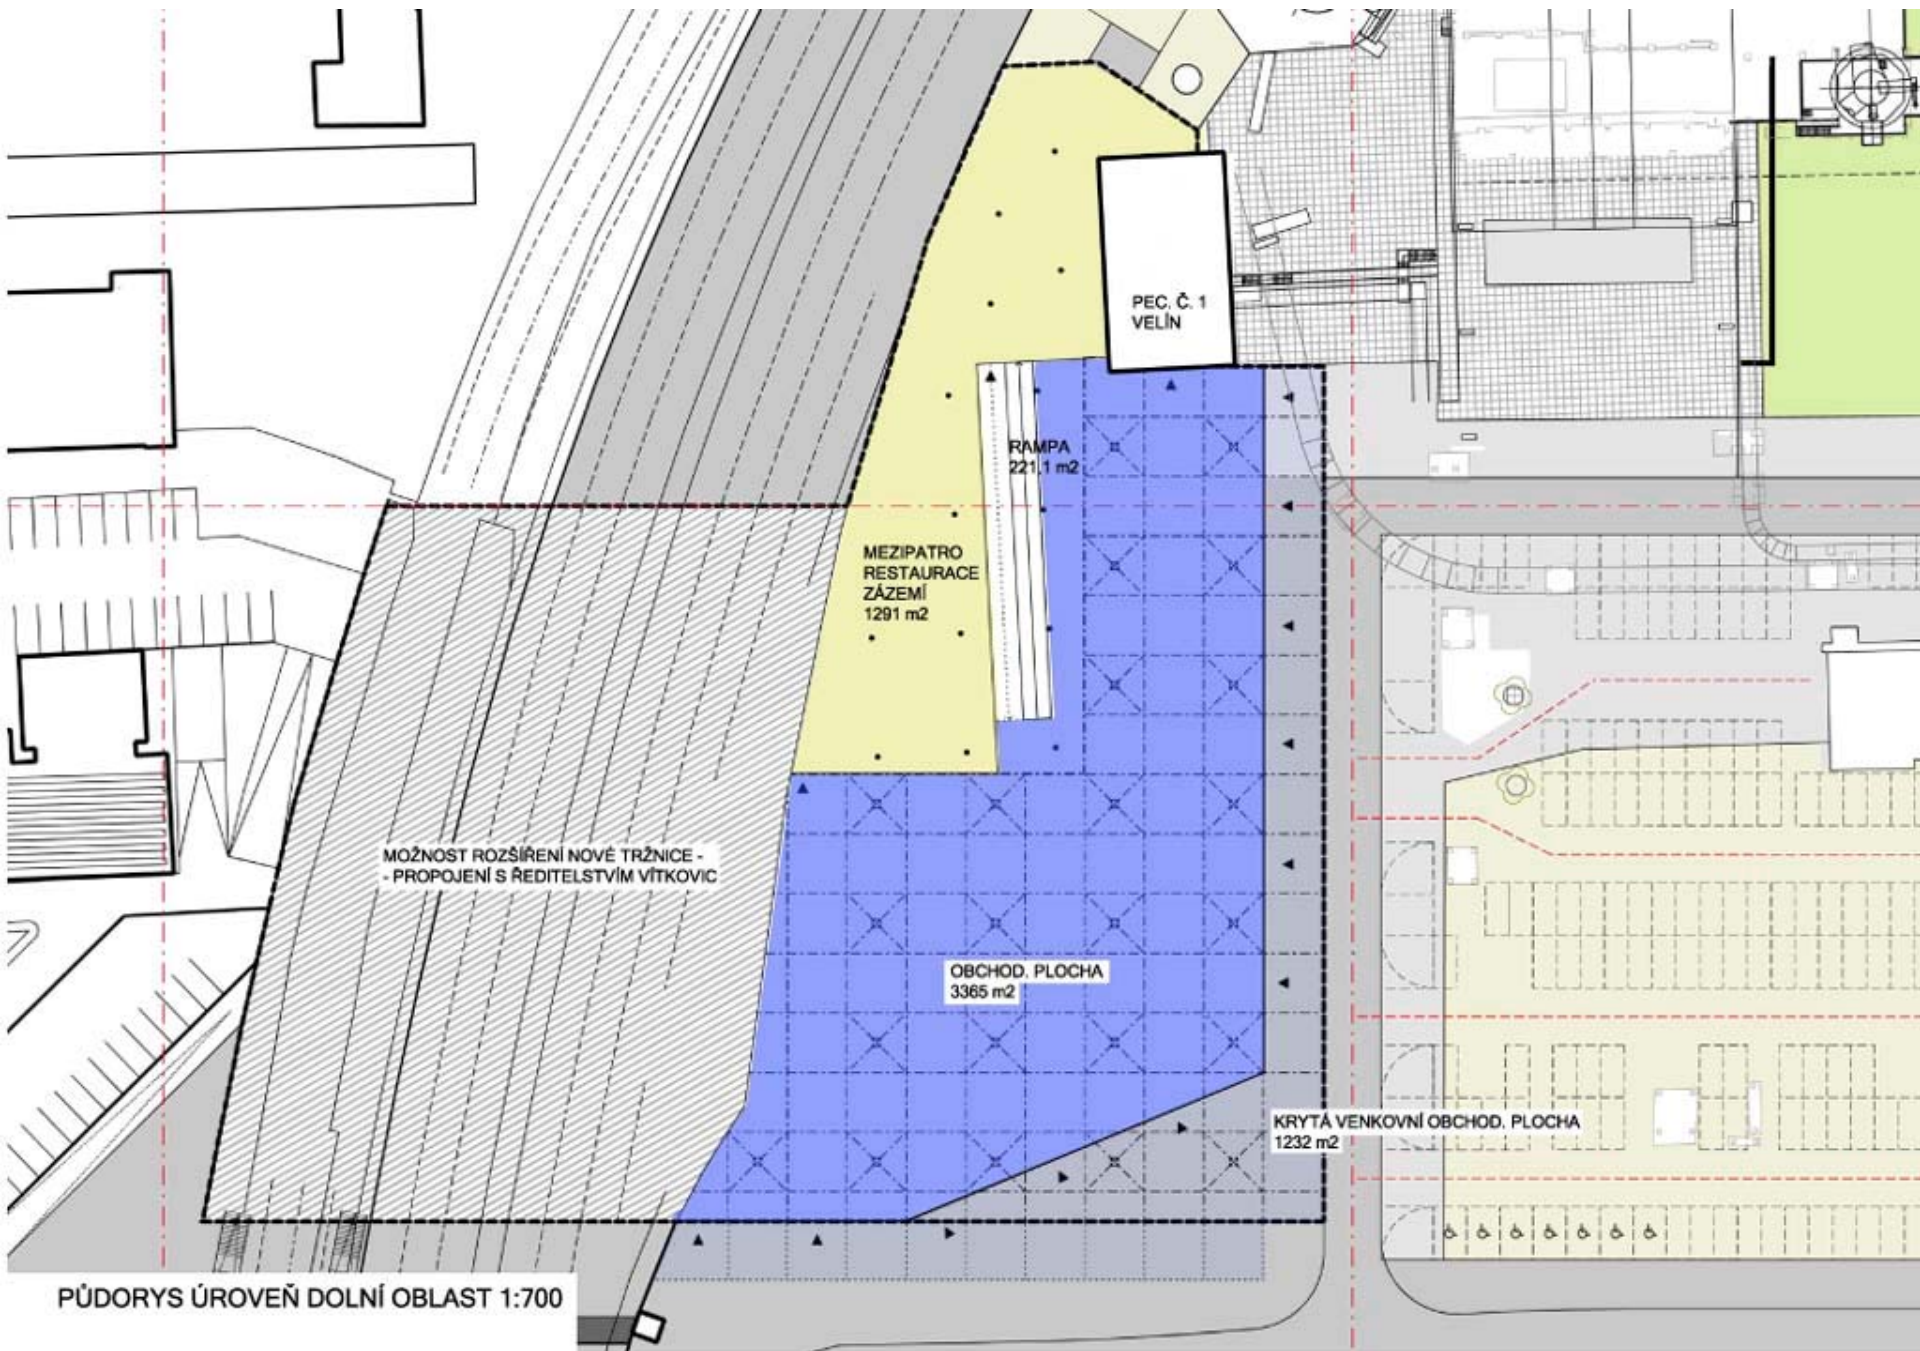 PEC. Č. 1
VELÍN
RAMPA
221,1 m2
MEZIPATRO
RESTAURACE
ZÁZEMÍ
1291 m2
MOŽNOST ROZŠÍŘENÍ NOVÉ TRŽNICE -
- PROPOJENÍ S ŘEDITELSTVÍM VÍTKOVIC
OBCHOD. PLOCHA
3365 m2
KRYTÁ VENKOVNÍ OBCHOD. PLOCHA
1232 m2
PŮDORYS ÚROVEŇ DOLNÍ OBLAST 1:700